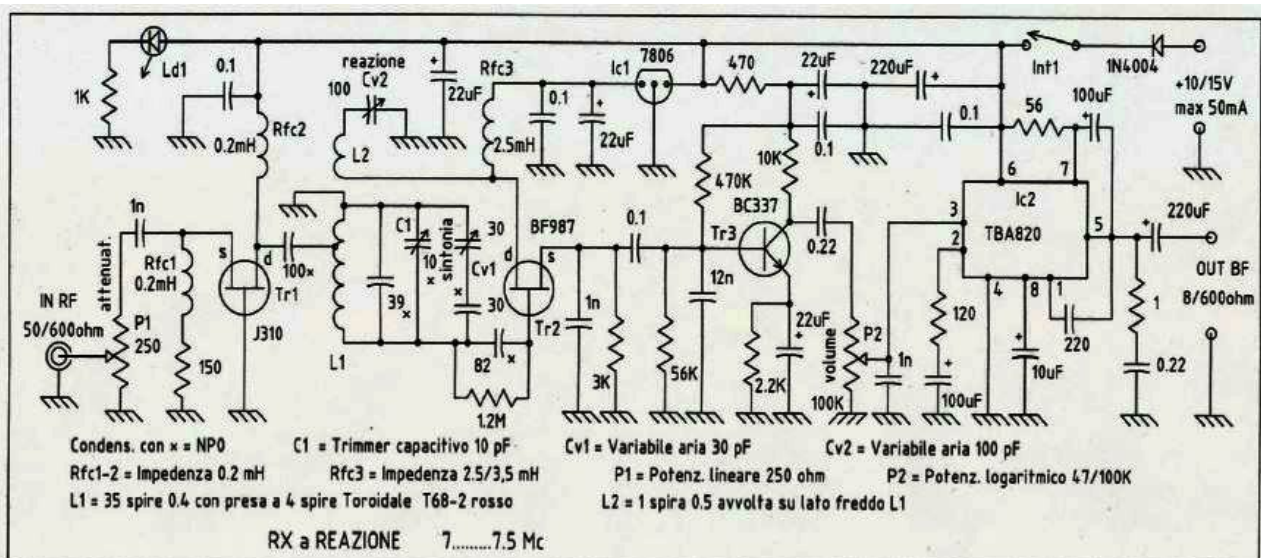 Ld1
1K
0.1
Rfc2
0.2mH
reazione
Cv2
100
L2
22uF
Rfc3
2.5mH
0.1
22uF
Ic1
7806
470
22uF
220uF
0.1
0.1
Int1
1N4004
+10/15V
max 50mA
56
100uF
6
7
470K
10K
BC337
Tr3
0.22
3
2
Ic2
TBA820
5
4
8
1
220uF
OUT BF
8/600ohm
1n
attenuat.
Rfc1
0.2mH
s
d
Tr1
J310
100×
IN RF
50/600ohm
P1
250
150
L1
39 ×
C1
10
×
sintonia
30
Cv1
×
30
82 ×
1.2M
BF987
d
s
Tr2
0.1
1n
3K
56K
12n
2.2K
22uF
P2
volume
100K
1n
120
100uF
10uF
220
1
0.22
Condens. con × = NPO
C1 = Trimmer capacitivo 10 pF
Cv1 = Variabile aria 30 pF
Cv2 = Variabile aria 100 pF
Rfc1-2 = Impedenza 0.2 mH
Rfc3 = Impedenza 2.5/3,5 mH
P1 = Potenz. lineare 250 ohm
P2 = Potenz. logaritmico 47/100K
L1 = 35 spire 0.4 con presa a 4 spire Toroidale T68-2 rosso
L2 = 1 spira 0.5 avvolta su lato freddo L1
RX a REAZIONE 7.........7.5 Mc